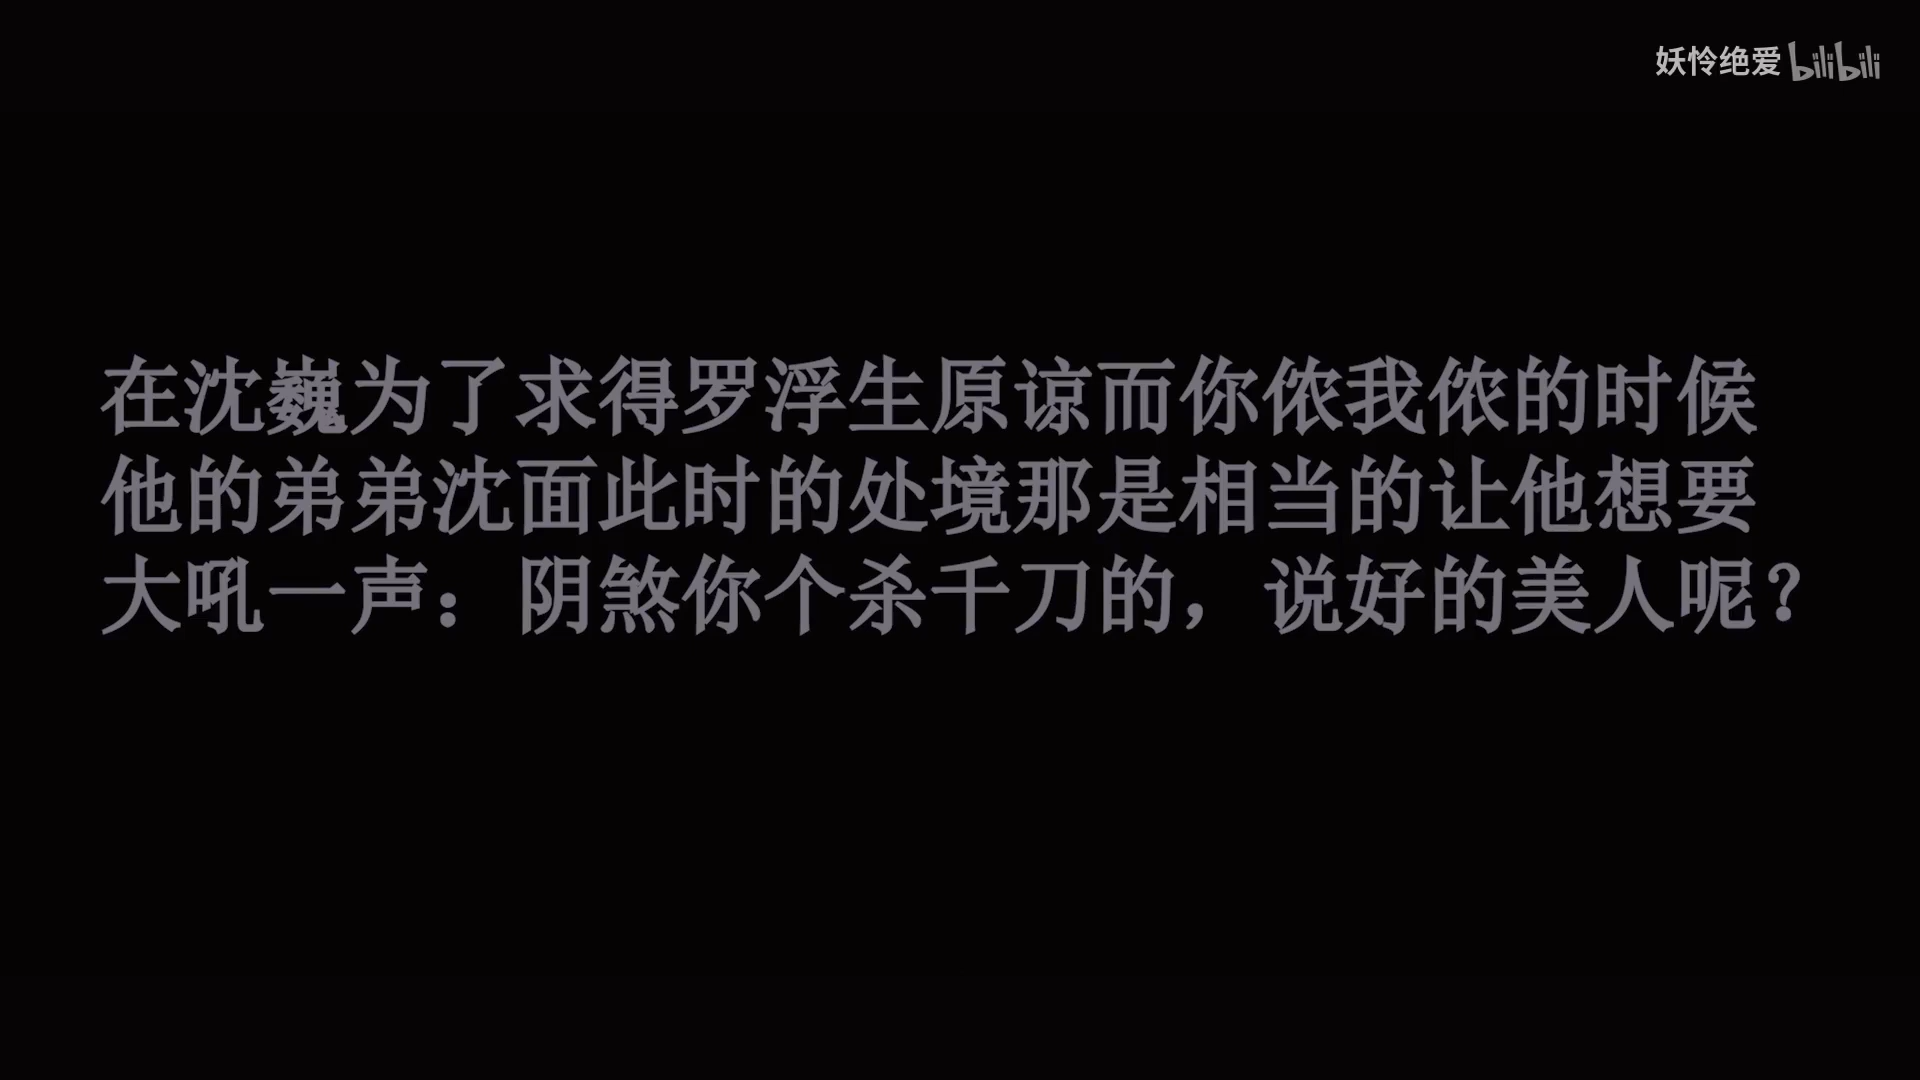 妖怜绝爱 bilibili
在沈巍为了求得罗浮生原谅而你侬我侬的时候
他的弟弟沈面此时的处境那是相当的让他想要
大吼一声：阴煞你个杀千刀的，说好的美人呢？